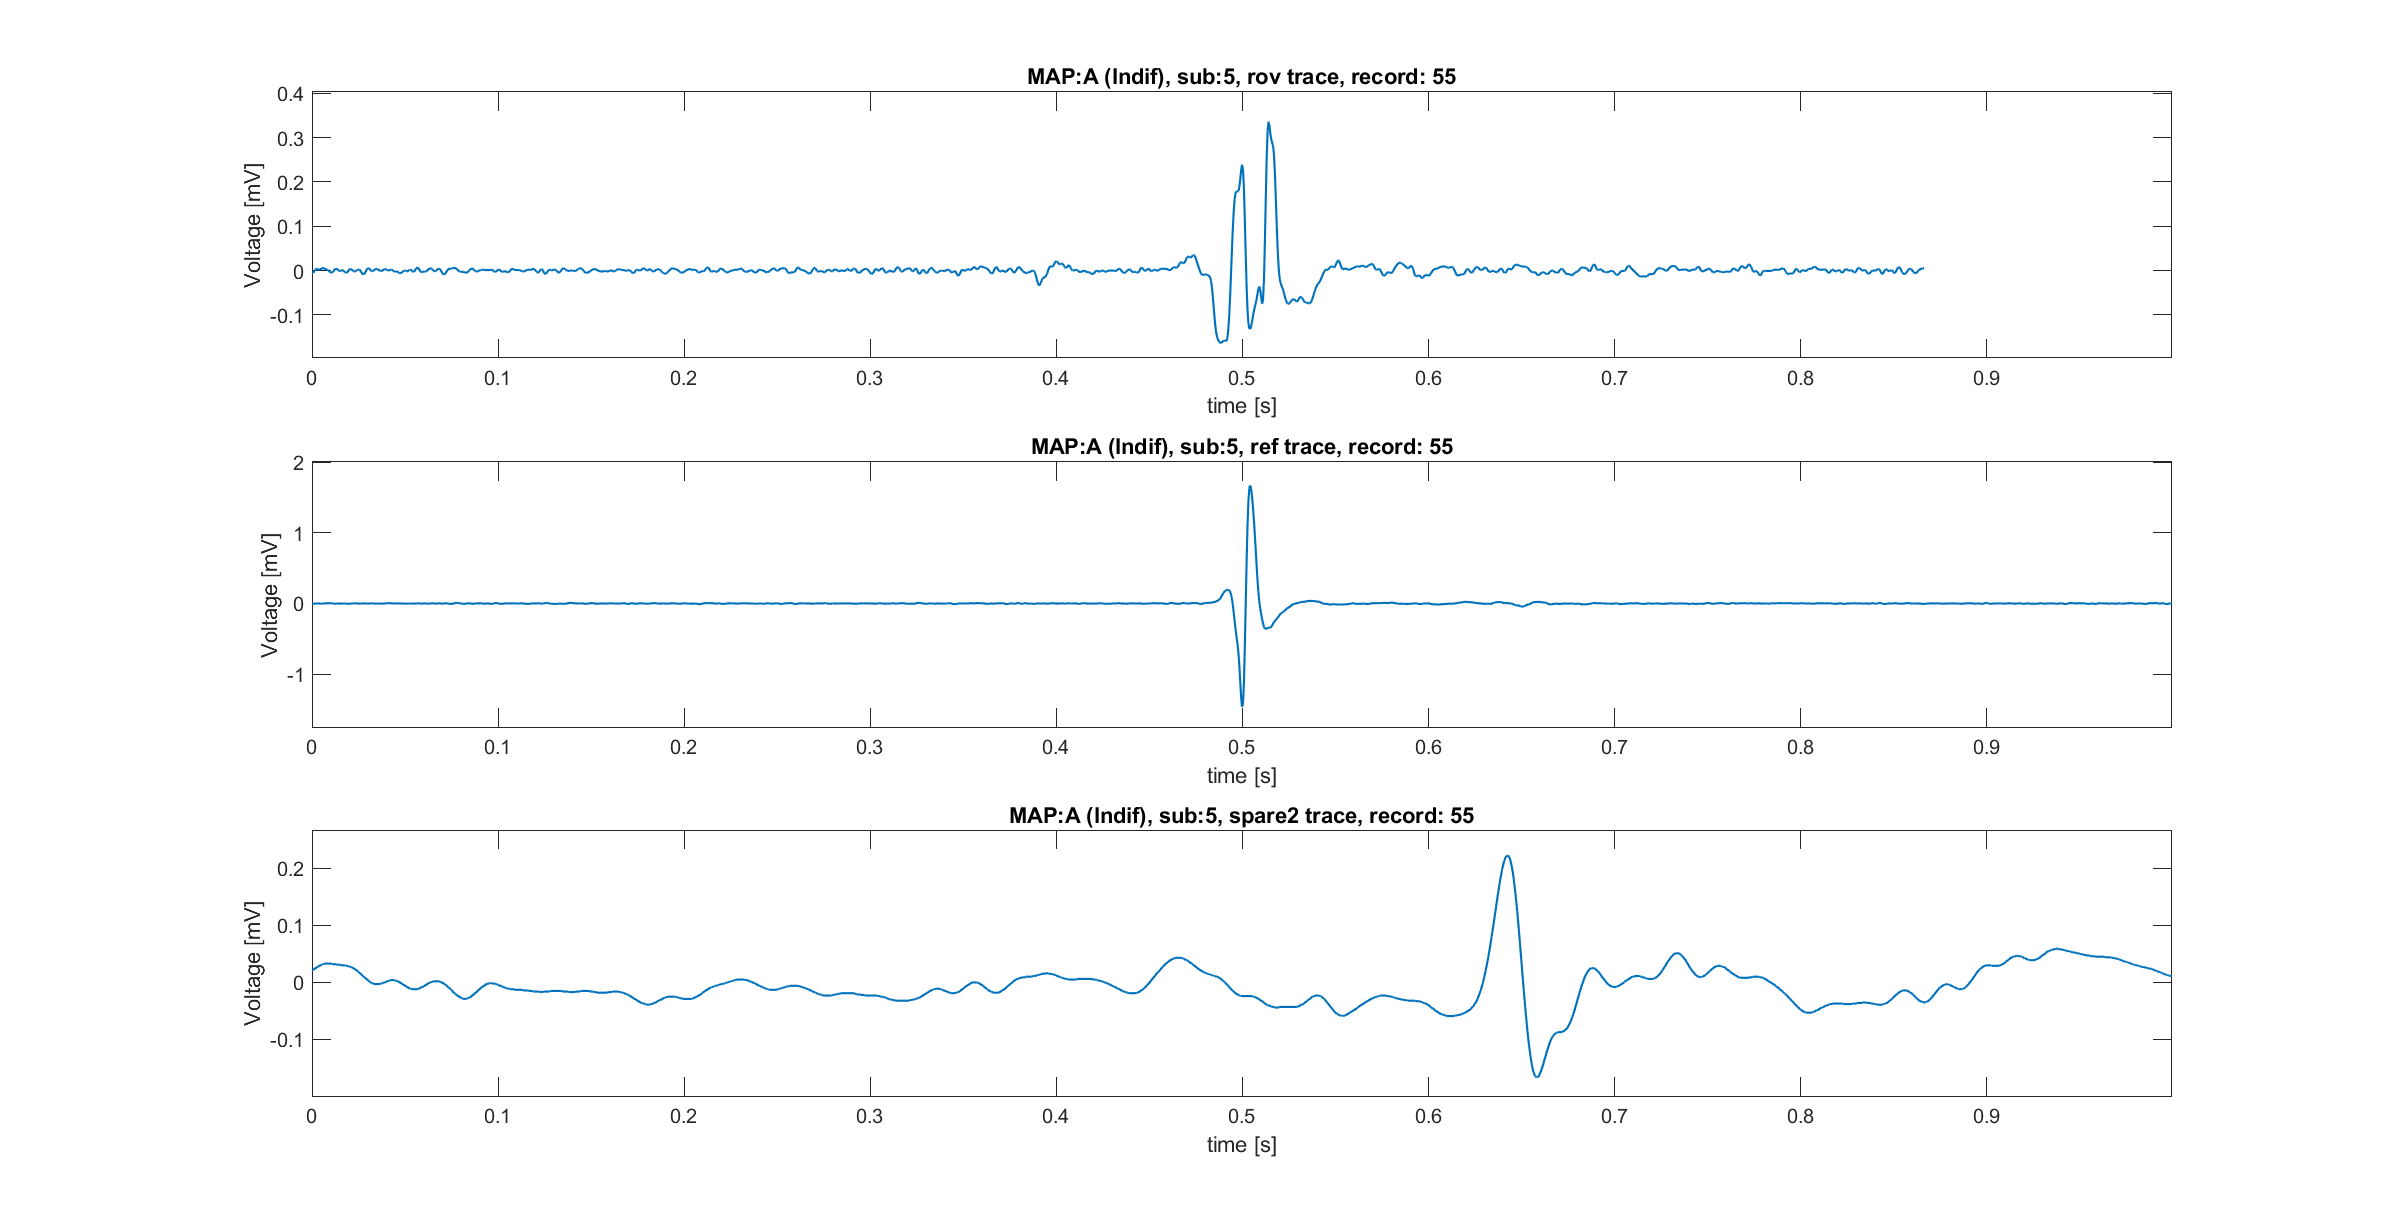 MAP:A (Indif), sub:5, rov trace, record: 55
0.4
0.3
0.2
0.1
0
-0.1
Voltage [mV]
0 0.1 0.2 0.3 0.4 0.5 0.6 0.7 0.8 0.9
time [s]
MAP:A (Indif), sub:5, ref trace, record: 55
2
1
0
-1
Voltage [mV]
0 0.1 0.2 0.3 0.4 0.5 0.6 0.7 0.8 0.9
time [s]
MAP:A (Indif), sub:5, spare2 trace, record: 55
0.2
0.1
0
-0.1
Voltage [mV]
0 0.1 0.2 0.3 0.4 0.5 0.6 0.7 0.8 0.9
time [s]